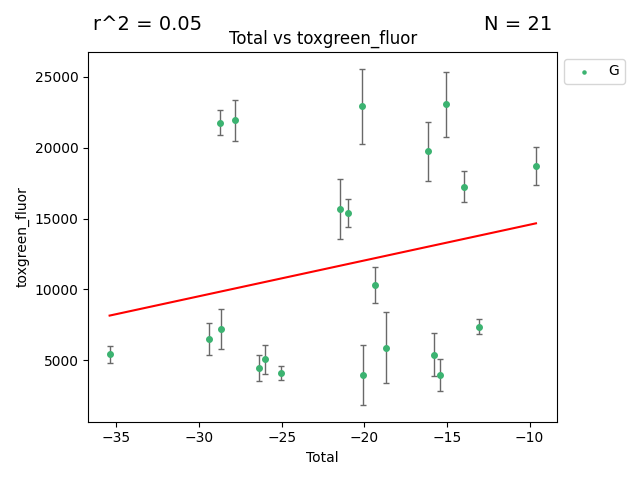 r^2 = 0.05
N = 21
Total vs toxgreen_fluor
G
25000
20000
15000
10000
5000
toxgreen_fluor
−35
−30
−25
−20
−15
−10
Total